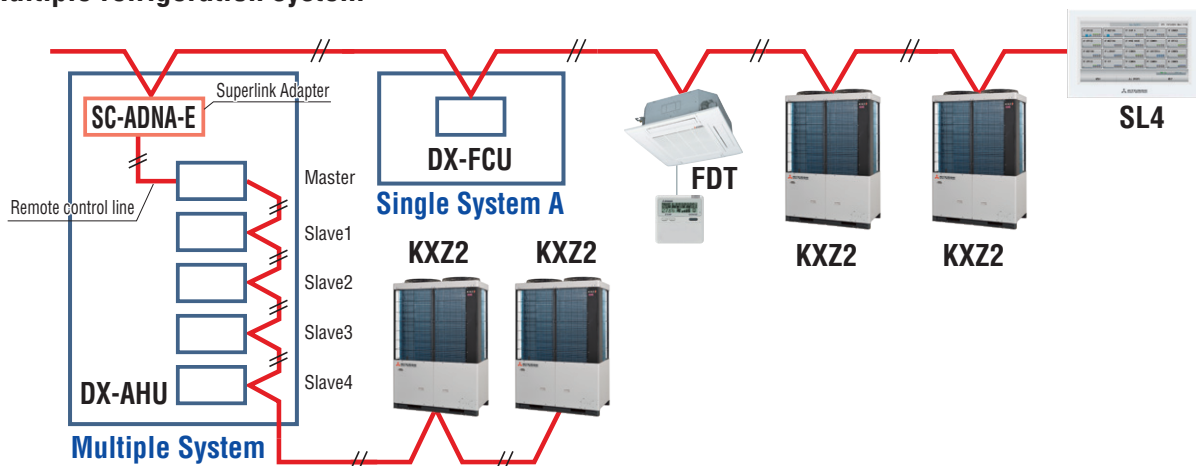 Multiple refrigeration system
SC-ADNA-E
Superlink Adapter
Remote control line
Master
Slave1
Slave2
Slave3
Slave4
DX-AHU
Multiple System
DX-FCU
Single System A
KXZ2
KXZ2
FDT
KXZ2
KXZ2
SL4